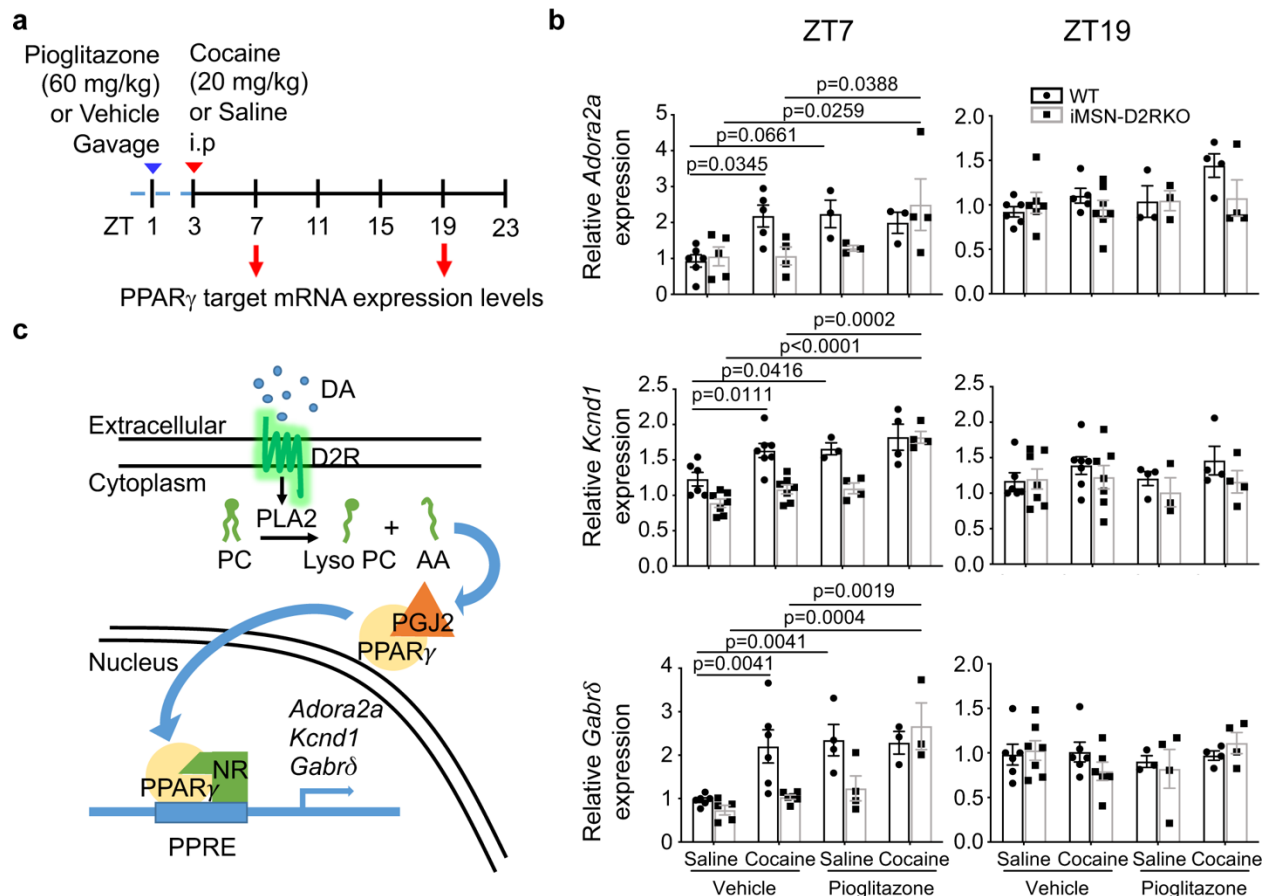 a
Pioglitazone
(60 mg/kg)
or Vehicle
Gavage
Cocaine
(20 mg/kg)
or Saline
i.p
ZT 1 3 7 11 15 19 23
PPARγ target mRNA expression levels
b
ZT7
ZT19
WT
iMSN-D2RKO
Relative Adora2a
expression
p=0.0388
p=0.0259
p=0.0661
p=0.0345
5
4
3
2
1
0
2.0
1.5
1.0
0.5
0.0
Relative Kcnd1
expression
p=0.0002
p<0.0001
p=0.0416
p=0.0111
2.5
2.0
1.5
1.0
0.5
0.0
2.5
2.0
1.5
1.0
0.5
0.0
Relative Gabrδ
expression
p=0.0019
p=0.0004
p=0.0041
p=0.0041
4
3
2
1
0
2.0
1.5
1.0
0.5
0.0
Saline Cocaine Saline Cocaine
Vehicle Pioglitazone
Saline Cocaine Saline Cocaine
Vehicle Pioglitazone
c
DA
Extracellular
D2R
Cytoplasm
PLA2
+
PC Lyso PC AA
PGJ2
PPARγ
Nucleus
Adora2a
Kcnd1
Gabrδ
NR
PPARγ
PPRE